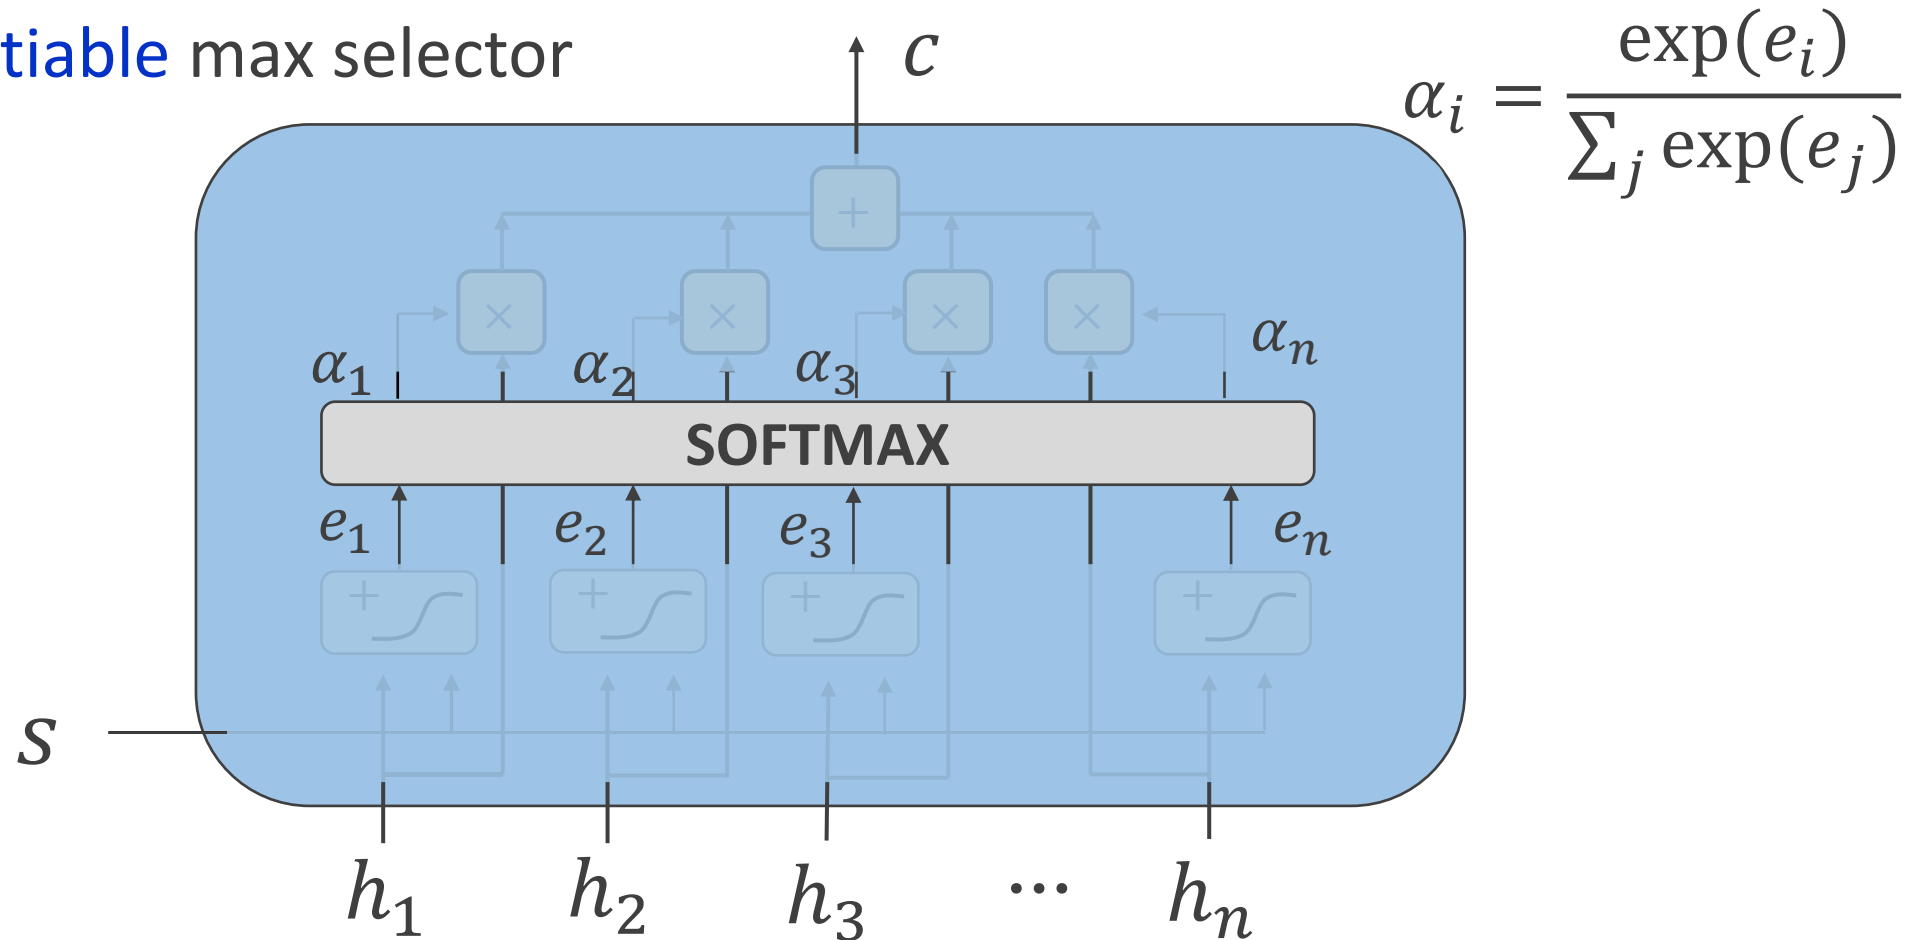 tiable max selector
c
αᵢ = exp(eᵢ) / ∑ⱼ exp(eⱼ)
+
× × × ×
α₁ α₂ α₃ αₙ
SOFTMAX
e₁ e₂ e₃ eₙ
+ + + +
s
h₁ h₂ h₃ ⋯ hₙ